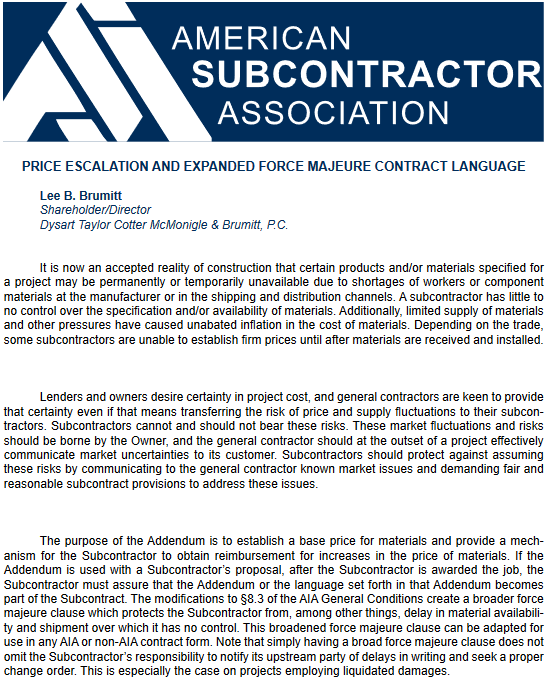 AMERICAN
SUBCONTRACTOR
ASSOCIATION
PRICE ESCALATION AND EXPANDED FORCE MAJEURE CONTRACT LANGUAGE
Lee B. Brumitt
Shareholder/Director
Dysart Taylor Cotter McMonigle & Brumitt, P.C.
It is now an accepted reality of construction that certain products and/or materials specified for
a project may be permanently or temporarily unavailable due to shortages of workers or component
materials at the manufacturer or in the shipping and distribution channels. A subcontractor has little to
no control over the specification and/or availability of materials. Additionally, limited supply of materials
and other pressures have caused unabated inflation in the cost of materials. Depending on the trade,
some subcontractors are unable to establish firm prices until after materials are received and installed.
Lenders and owners desire certainty in project cost, and general contractors are keen to provide
that certainty even if that means transferring the risk of price and supply fluctuations to their subcon-
tractors. Subcontractors cannot and should not bear these risks. These market fluctuations and risks
should be borne by the Owner, and the general contractor should at the outset of a project effectively
communicate market uncertainties to its customer. Subcontractors should protect against assuming
these risks by communicating to the general contractor known market issues and demanding fair and
reasonable subcontract provisions to address these issues.
The purpose of the Addendum is to establish a base price for materials and provide a mech-
anism for the Subcontractor to obtain reimbursement for increases in the price of materials. If the
Addendum is used with a Subcontractor's proposal, after the Subcontractor is awarded the job, the
Subcontractor must assure that the Addendum or the language set forth in that Addendum becomes
part of the Subcontract. The modifications to §8.3 of the AIA General Conditions create a broader force
majeure clause which protects the Subcontractor from, among other things, delay in material availabili-
ty and shipment over which it has no control. This broadened force majeure clause can be adapted for
use in any AIA or non-AIA contract form. Note that simply having a broad force majeure clause does not
omit the Subcontractor's responsibility to notify its upstream party of delays in writing and seek a proper
change order. This is especially the case on projects employing liquidated damages.